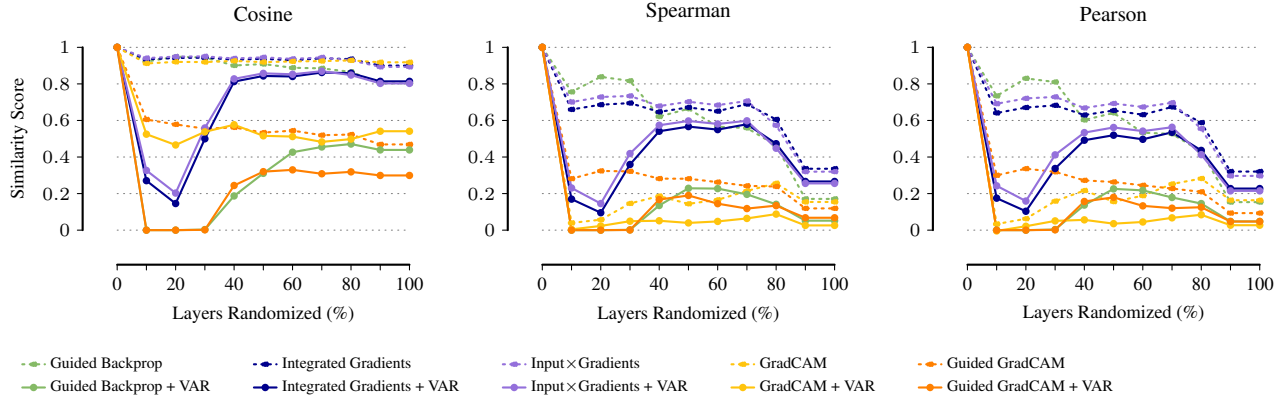 Cosine
Spearman
Pearson
Similarity Score
1
0.8
0.6
0.4
0.2
0
0 20 40 60 80 100
Layers Randomized (%)
1
0.8
0.6
0.4
0.2
0
0 20 40 60 80 100
Layers Randomized (%)
1
0.8
0.6
0.4
0.2
0
0 20 40 60 80 100
Layers Randomized (%)
Guided Backprop
Integrated Gradients
Input×Gradients
GradCAM
Guided GradCAM
Guided Backprop + VAR
Integrated Gradients + VAR
Input×Gradients + VAR
GradCAM + VAR
Guided GradCAM + VAR